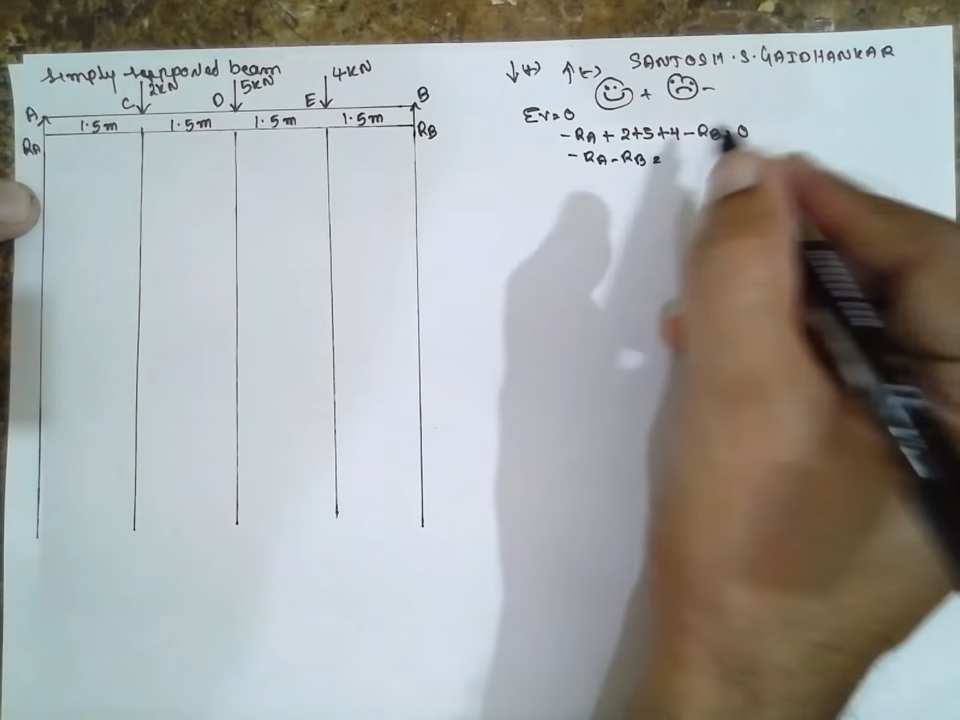 SANTOSH.S.GAIDHANKAR
Simply supported beam
↓(+) ↑(-)
+ -
2KN 5KN 4KN
A C D E B
1.5m 1.5m 1.5m 1.5m
RA RB
Ev=0
-RA + 2+5+4-RB=0
-RA-RB=